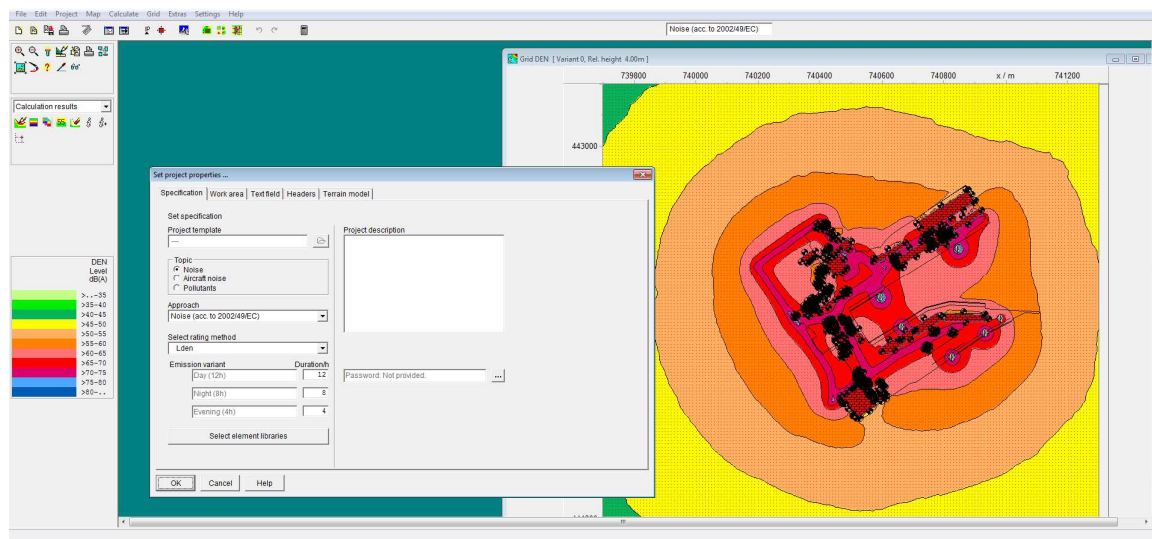 File Edit Project Map Calculate Grid Extras Settings Help
Noise (acc. to 2002/49/EC)
Grid DEN [ Variant 0, Rel. height 4.00m ]
739800 740000 740200 740400 740600 740800 x / m 741200
443000
Calculation results
Set project properties ...
Specification Work area Text field Headers Terrain model
Set specification
Project template
---
Project description
Topic
Noise
Aircraft noise
Pollutants
Approach
Noise (acc. to 2002/49/EC)
Select rating method
Lden
Emission variant Duration/h
Day (12h) 12
Password: Not provided. ...
Night (8h) 8
Evening (4h) 4
Select element libraries
OK Cancel Help
DEN
Level
dB(A)
>..-35
>35-40
>40-45
>45-50
>50-55
>55-60
>60-65
>65-70
>70-75
>75-80
>80-..